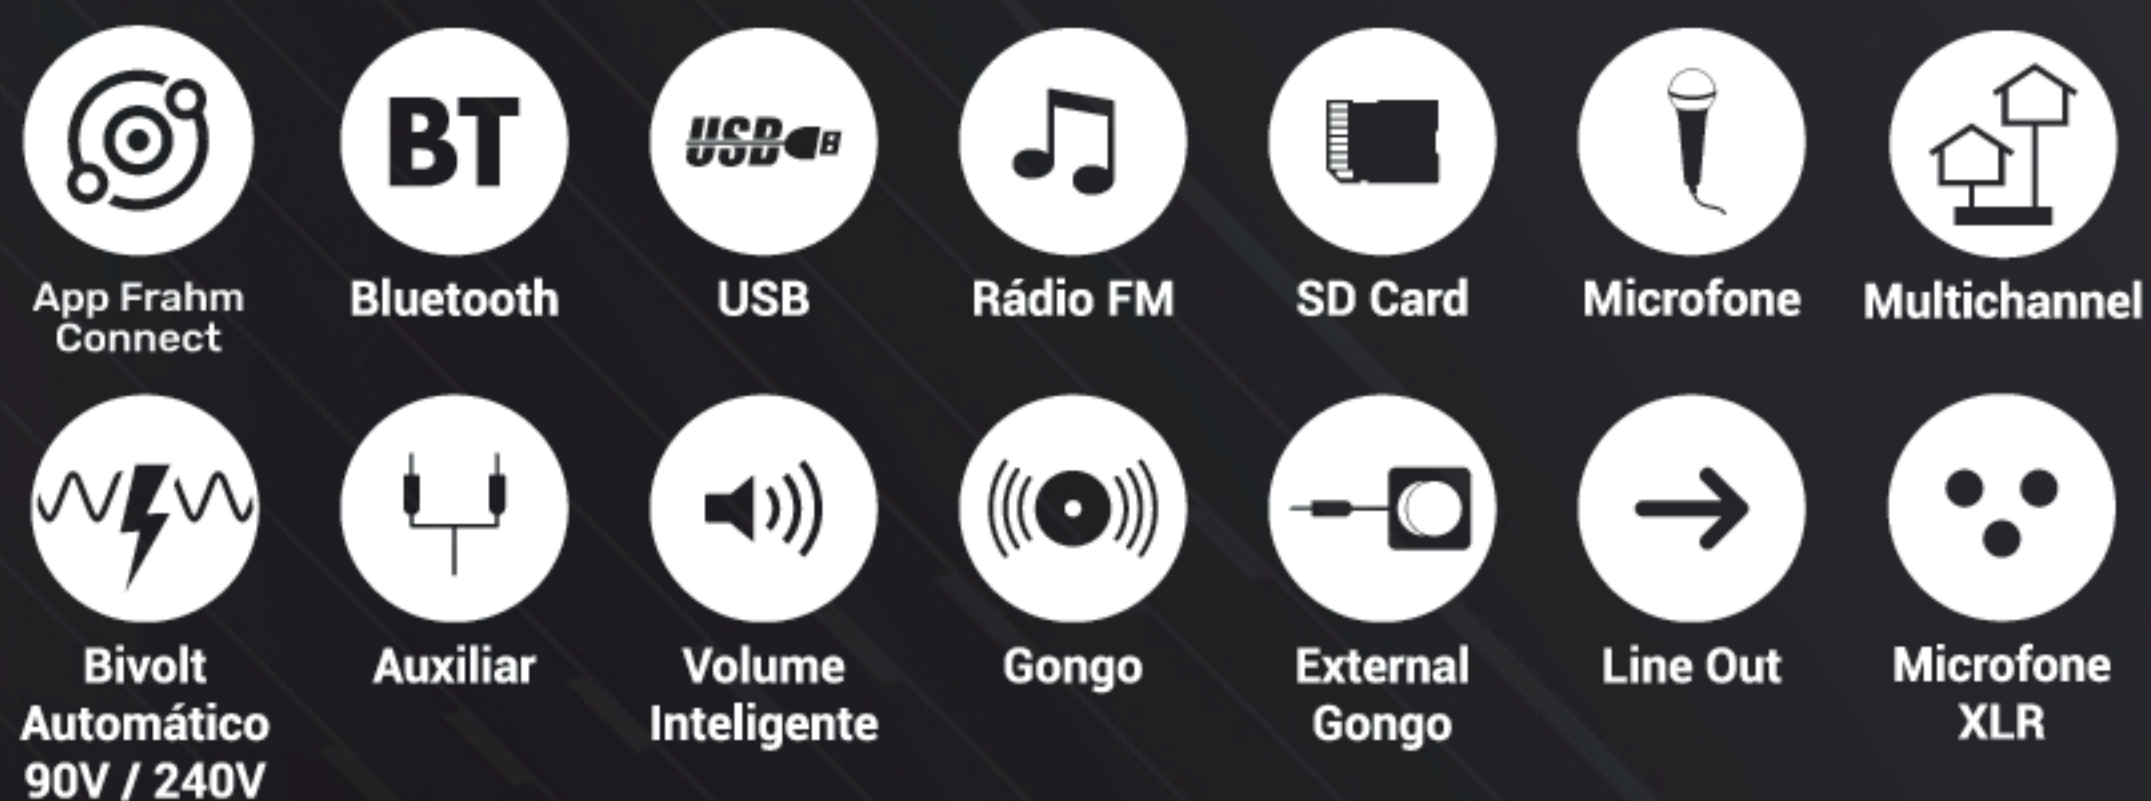 BT
USB
App Frahm
Connect
Bluetooth
USB
Rádio FM
SD Card
Microfone
Multichannel
Bivolt
Automático
90V / 240V
Auxiliar
Volume
Inteligente
Gongo
External
Gongo
Line Out
Microfone
XLR